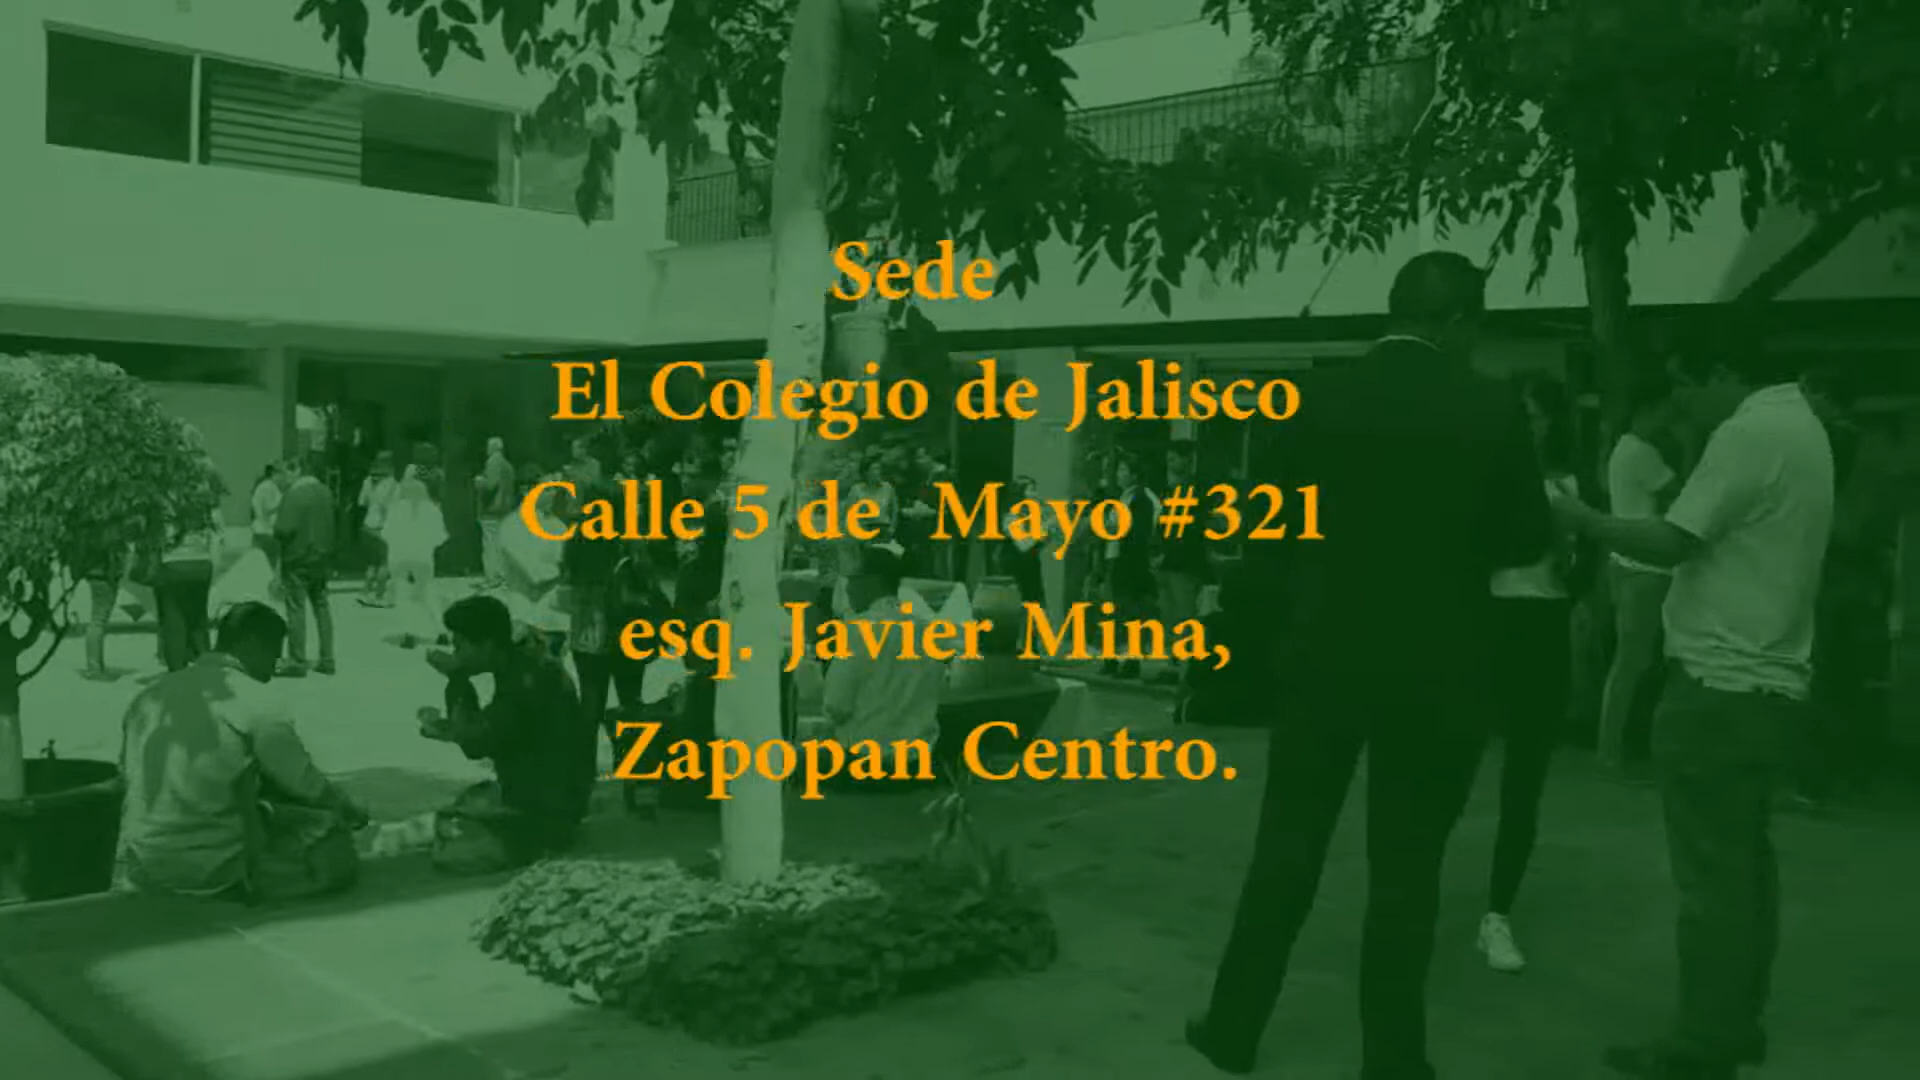 Sede
El Colegio de Jalisco
Calle 5 de Mayo #321
esq. Javier Mina,
Zapopan Centro.